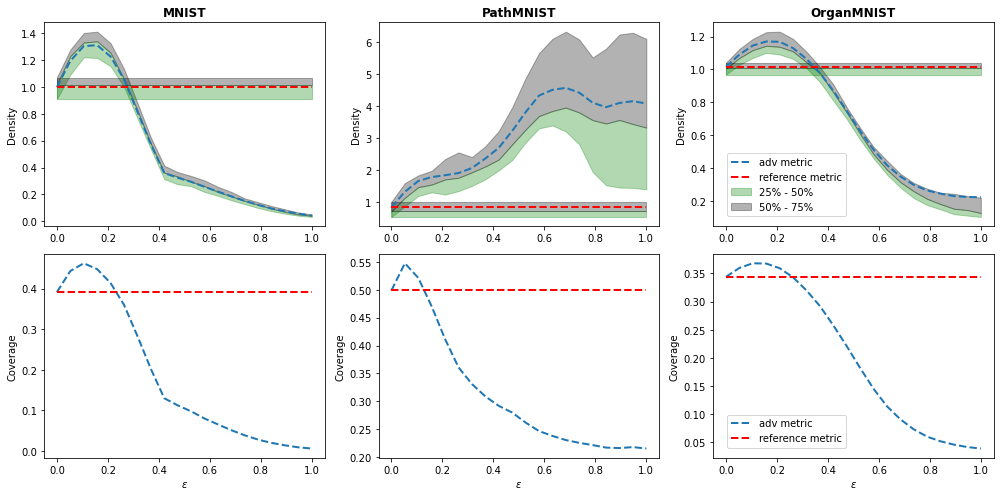 MNIST
PathMNIST
OrganMNIST
Density
1.4
1.2
1.0
0.8
0.6
0.4
0.2
0.0
0.0 0.2 0.4 0.6 0.8 1.0
Density
6
5
4
3
2
1
0.0 0.2 0.4 0.6 0.8 1.0
Density
1.2
1.0
0.8
0.6
0.4
0.2
0.0 0.2 0.4 0.6 0.8 1.0
adv metric
reference metric
25% - 50%
50% - 75%
Coverage
0.4
0.3
0.2
0.1
0.0
0.0 0.2 0.4 0.6 0.8 1.0
ε
Coverage
0.55
0.50
0.45
0.40
0.35
0.30
0.25
0.20
0.0 0.2 0.4 0.6 0.8 1.0
ε
Coverage
0.35
0.30
0.25
0.20
0.15
0.10
0.05
0.0 0.2 0.4 0.6 0.8 1.0
ε
adv metric
reference metric